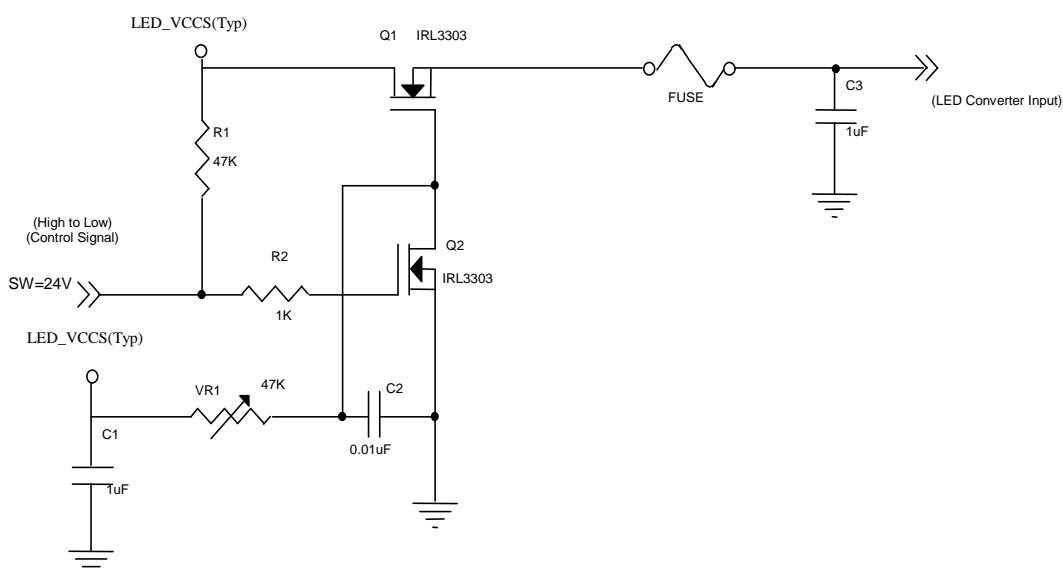 LED_VCCS(Typ)
Q1 IRL3303
FUSE
C3
1uF
(LED Converter Input)
R1
47K
(High to Low)
(Control Signal)
SW=24V
R2
1K
Q2
IRL3303
LED_VCCS(Typ)
VR1 47K
C1
1uF
C2
0.01uF